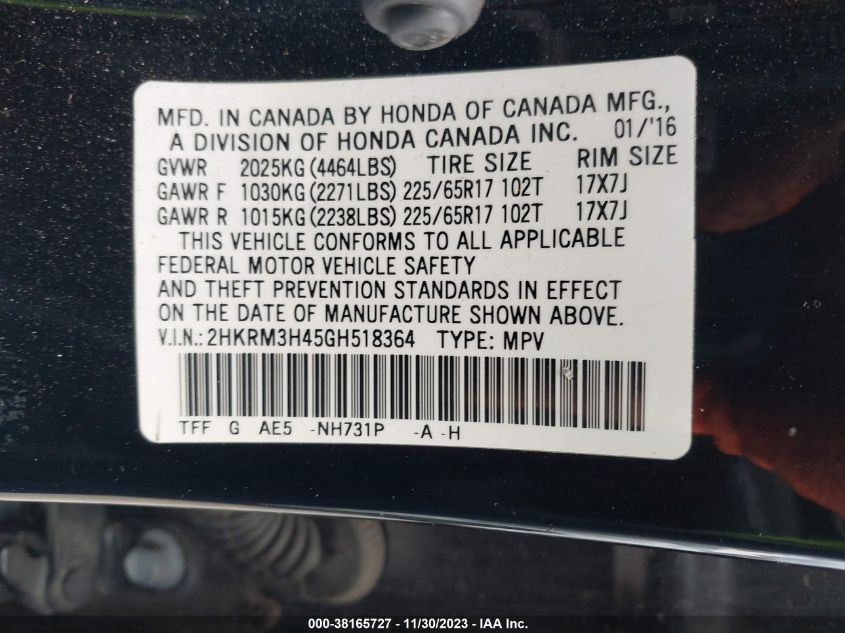 MFD. IN CANADA BY HONDA OF CANADA MFG.,
A DIVISION OF HONDA CANADA INC. 01/'16
GVWR 2025KG (4464LBS) TIRE SIZE RIM SIZE
GAWR F 1030KG (2271LBS) 225/65R17 102T 17X7J
GAWR R 1015KG (2238LBS) 225/65R17 102T 17X7J
THIS VEHICLE CONFORMS TO ALL APPLICABLE
FEDERAL MOTOR VEHICLE SAFETY
AND THEFT PREVENTION STANDARDS IN EFFECT
ON THE DATE OF MANUFACTURE SHOWN ABOVE.
V.I.N.: 2HKRM3H45GH518364 TYPE: MPV
TFF G AE5 -NH731P -A -H
000-38165727 - 11/30/2023 - IAA Inc.